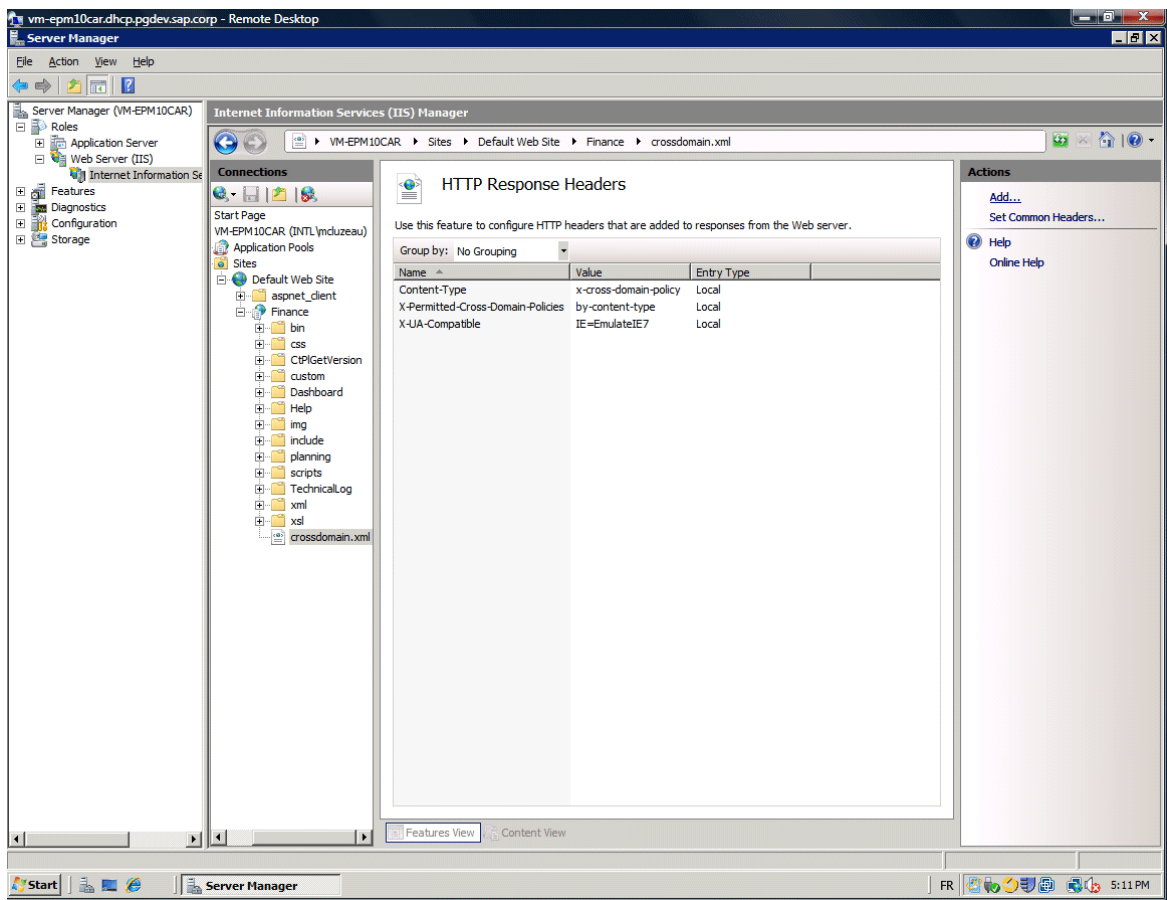 vm-epm10car.dhcp.pgdev.sap.corp - Remote Desktop
Server Manager
File Action View Help
Server Manager (VM-EPM10CAR)
Roles
Application Server
Web Server (IIS)
Internet Information Se
Features
Diagnostics
Configuration
Storage
Internet Information Services (IIS) Manager
VM-EPM10CAR Sites Default Web Site Finance crossdomain.xml
Connections
Start Page
VM-EPM10CAR (INTL\mcluzeau)
Application Pools
Sites
Default Web Site
aspnet_client
Finance
bin
css
CtPlGetVersion
custom
Dashboard
Help
img
include
planning
scripts
TechnicalLog
xml
xsl
crossdomain.xml
HTTP Response Headers
Use this feature to configure HTTP headers that are added to responses from the Web server.
Group by: No Grouping
Name Value Entry Type
Content-Type x-cross-domain-policy Local
X-Permitted-Cross-Domain-Policies by-content-type Local
X-UA-Compatible IE=EmulateIE7 Local
Features View Content View
Actions
Add...
Set Common Headers...
Help
Online Help
Start Server Manager FR 5:11 PM